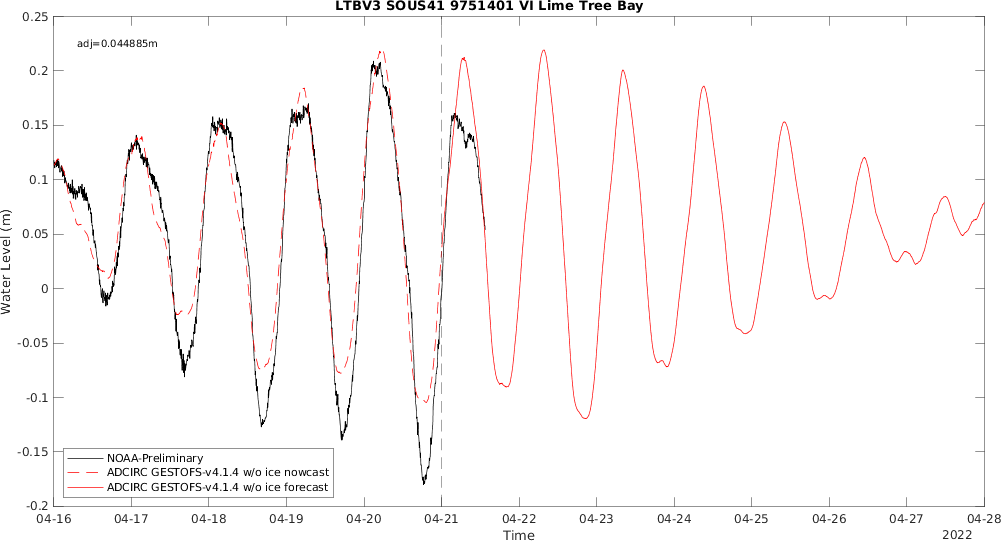 LTBV3 SOUS41 9751401 VI Lime Tree Bay
adj=0.044885m
Water Level (m)
0.25
0.2
0.15
0.1
0.05
0
-0.05
-0.1
-0.15
-0.2
NOAA-Preliminary
ADCIRC GESTOFS-v4.1.4 w/o ice nowcast
ADCIRC GESTOFS-v4.1.4 w/o ice forecast
04-16 04-17 04-18 04-19 04-20 04-21 04-22 04-23 04-24 04-25 04-26 04-27 04-28
Time
2022